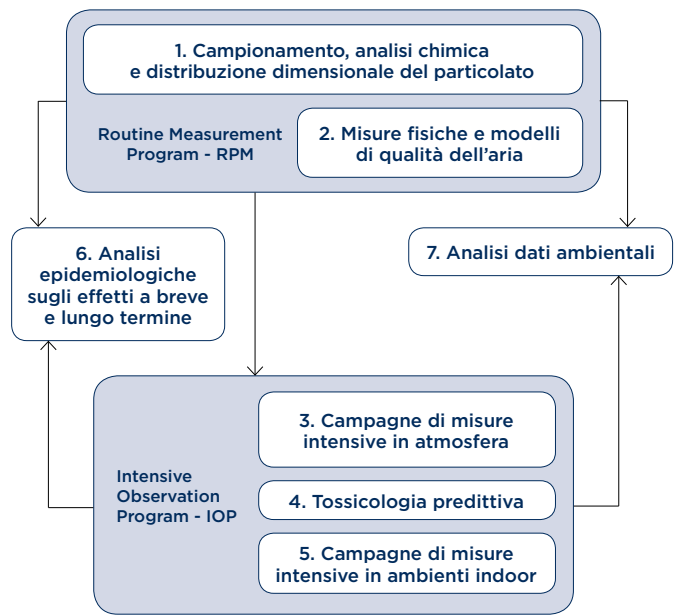 1. Campionamento, analisi chimica
e distribuzione dimensionale del particolato
Routine Measurement
Program - RPM
2. Misure fisiche e modelli
di qualità dell'aria
6. Analisi
epidemiologiche
sugli effetti a breve
e lungo termine
7. Analisi dati ambientali
3. Campagne di misure
intensive in atmosfera
Intensive
Observation
Program - IOP
4. Tossicologia predittiva
5. Campagne di misure
intensive in ambienti indoor